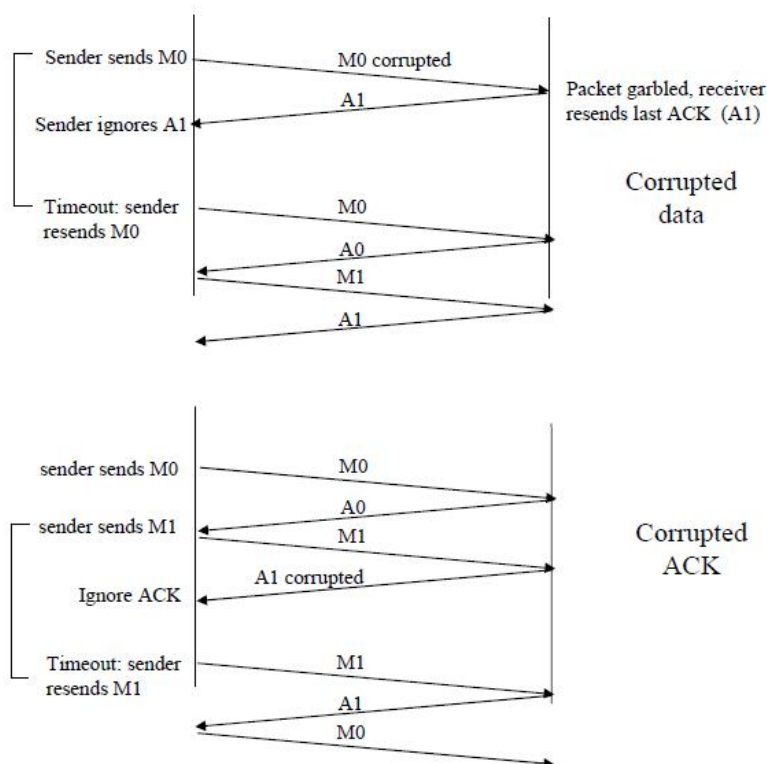 Sender sends M0
M0 corrupted
Packet garbled, receiver
resends last ACK (A1)
A1
Sender ignores A1
Corrupted
data
Timeout: sender
resends M0
M0
A0
M1
A1
sender sends M0
M0
A0
sender sends M1
M1
Corrupted
ACK
A1 corrupted
Ignore ACK
Timeout: sender
resends M1
M1
A1
M0